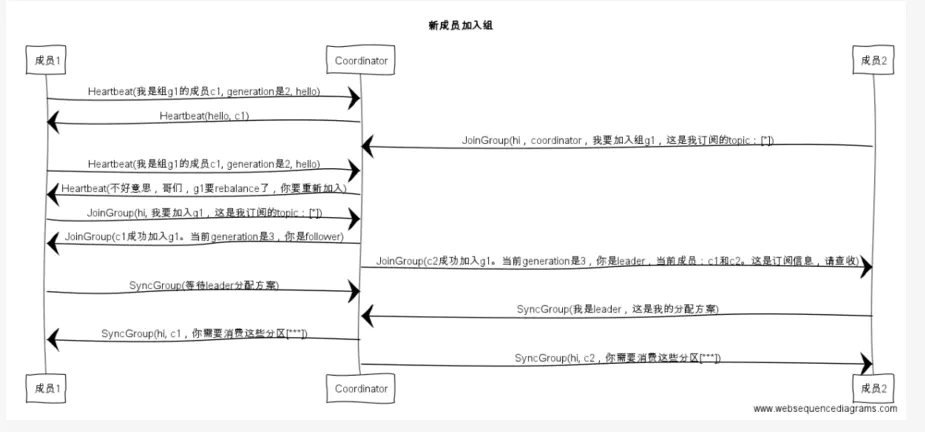 新成员加入组
成员1
Coordinator
成员2
Heartbeat(我是组g1的成员c1, generation是2, hello)
Heartbeat(hello, c1)
JoinGroup(hi，coordinator，我要加入组g1，这是我订阅的topic：[*])
Heartbeat(我是组g1的成员c1, generation是2, hello)
Heartbeat(不好意思，哥们，g1要rebalance了，你要重新加入)
JoinGroup(hi, 我要加入g1，这是我订阅的topic：[*])
JoinGroup(c1成功加入g1。当前generation是3，你是follower)
JoinGroup(c2成功加入g1。当前generation是3，你是leader，当前成员：c1和c2。这是订阅信息，请查收)
SyncGroup(等待leader分配方案)
SyncGroup(我是leader，这是我的分配方案)
SyncGroup(hi, c1，你需要消费这些分区[***])
SyncGroup(hi, c2，你需要消费这些分区[***])
成员1
Coordinator
成员2
www.websequencediagrams.com